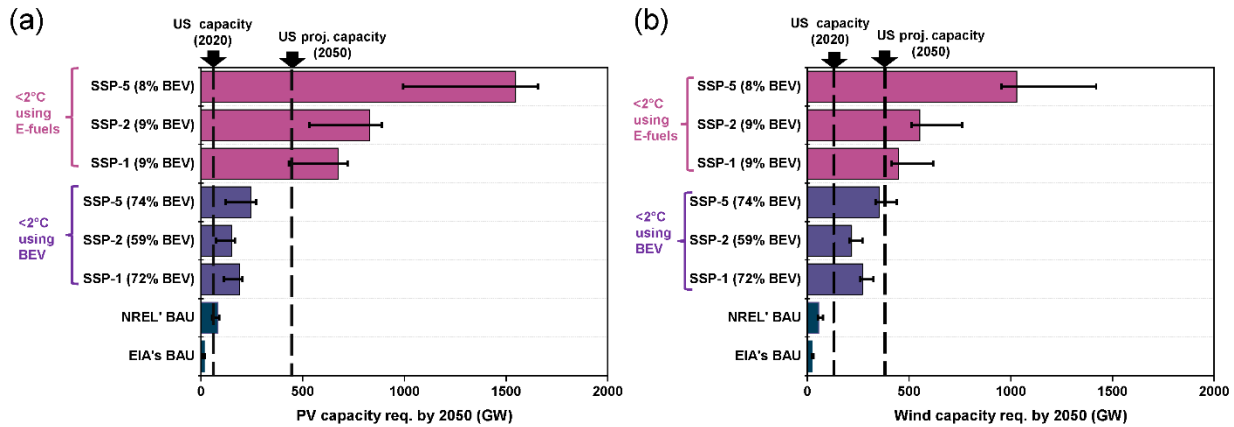 (a)
US capacity
(2020)
US proj. capacity
(2050)
<2°C
using
E-fuels
SSP-5 (8% BEV)
SSP-2 (9% BEV)
SSP-1 (9% BEV)
<2°C
using
BEV
SSP-5 (74% BEV)
SSP-2 (59% BEV)
SSP-1 (72% BEV)
NREL' BAU
EIA's BAU
0 500 1000 1500 2000
PV capacity req. by 2050 (GW)
(b)
US capacity
(2020)
US proj. capacity
(2050)
<2°C
using
E-fuels
SSP-5 (8% BEV)
SSP-2 (9% BEV)
SSP-1 (9% BEV)
<2°C
using
BEV
SSP-5 (74% BEV)
SSP-2 (59% BEV)
SSP-1 (72% BEV)
NREL' BAU
EIA's BAU
0 500 1000 1500 2000
Wind capacity req. by 2050 (GW)